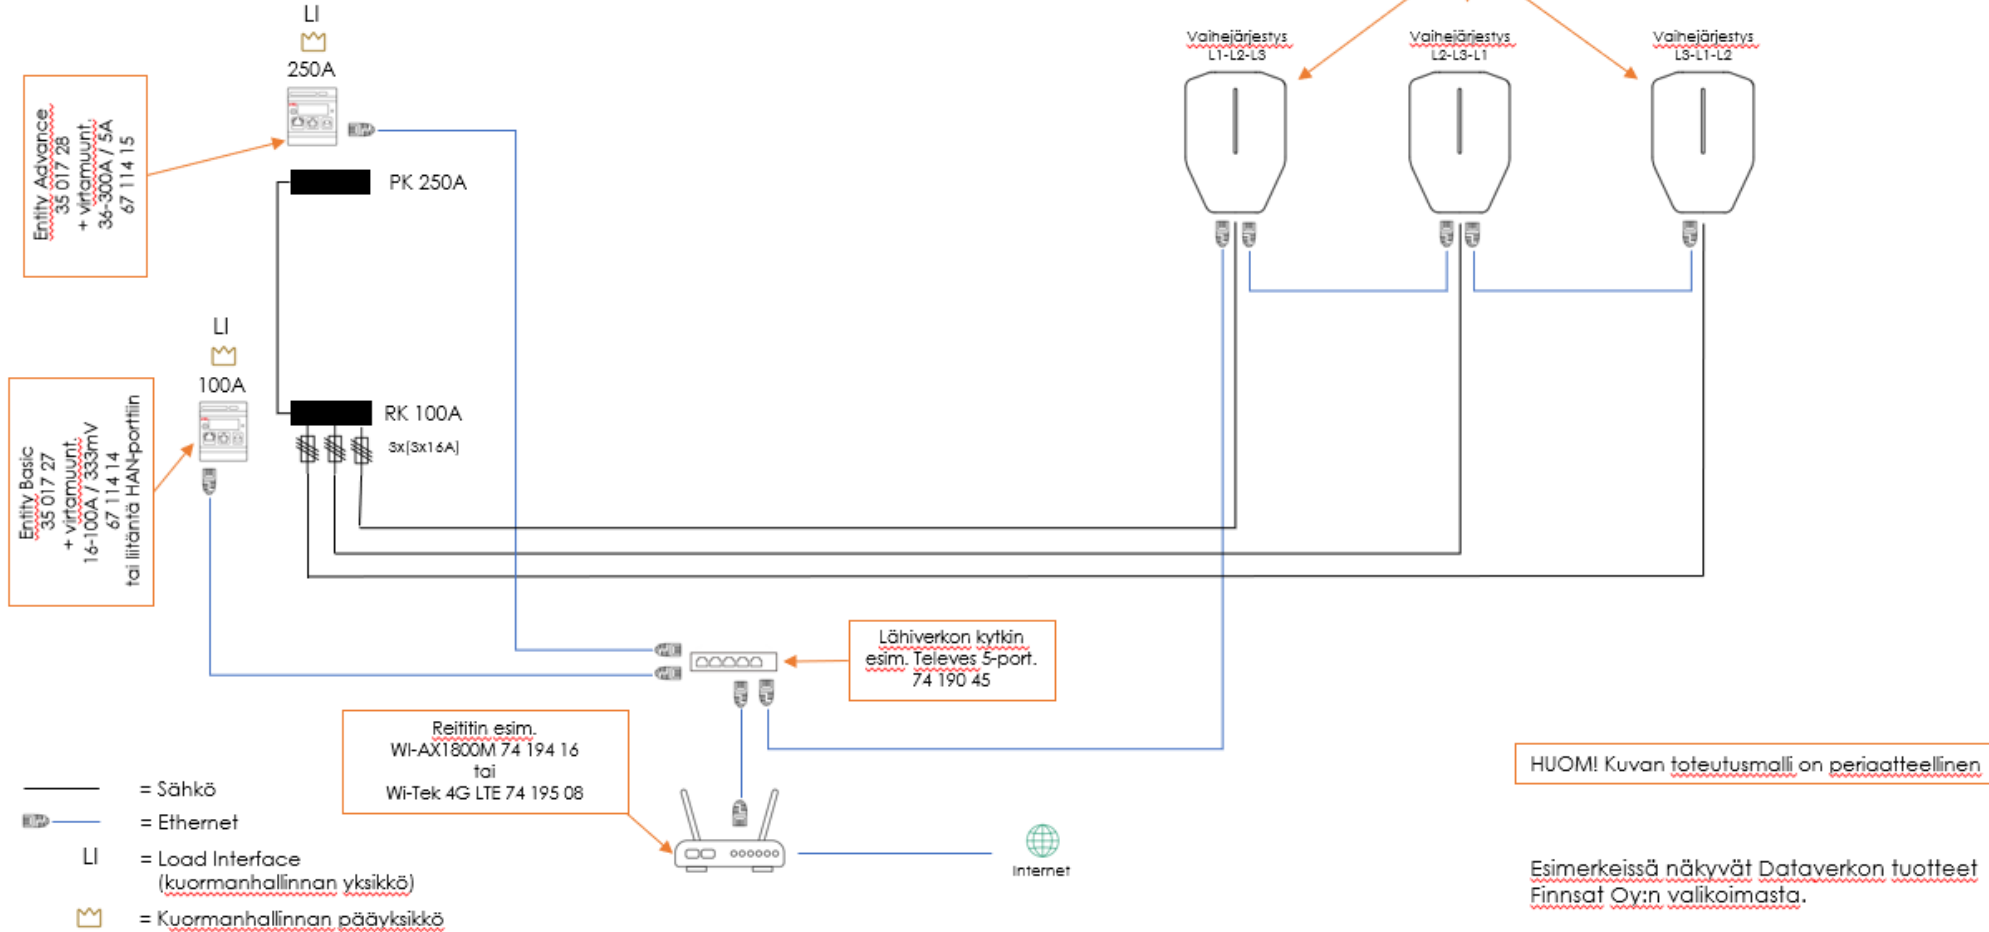 LI
250A
Entity Advance
35 017 28
+ virtamuunt.
36-300A / 5A
67 114 15
PK 250A
Vaihejärjestys
L1-L2-L3
Vaihejärjestys
L2-L3-L1
Vaihejärjestys
L3-L1-L2
LI
100A
Entity Basic
35 017 27
+ virtamuunt.
16-100A / 333mV
67 114 14
tai liitäntä HAN-porttiin
RK 100A
3x(3x16A)
Lähiverkon kytkin
esim. Televes 5-port.
74 190 45
Reititin esim.
WI-AX1800M 74 194 16
tai
Wi-Tek 4G LTE 74 195 08
Internet
= Sähkö
= Ethernet
LI = Load Interface
(kuormanhallinnan yksikkö)
= Kuormanhallinnan pääyksikkö
HUOM! Kuvan toteutusmalli on periaatteellinen
Esimerkeissä näkyvät Dataverkon tuotteet
Finnsat Oy:n valikoimasta.